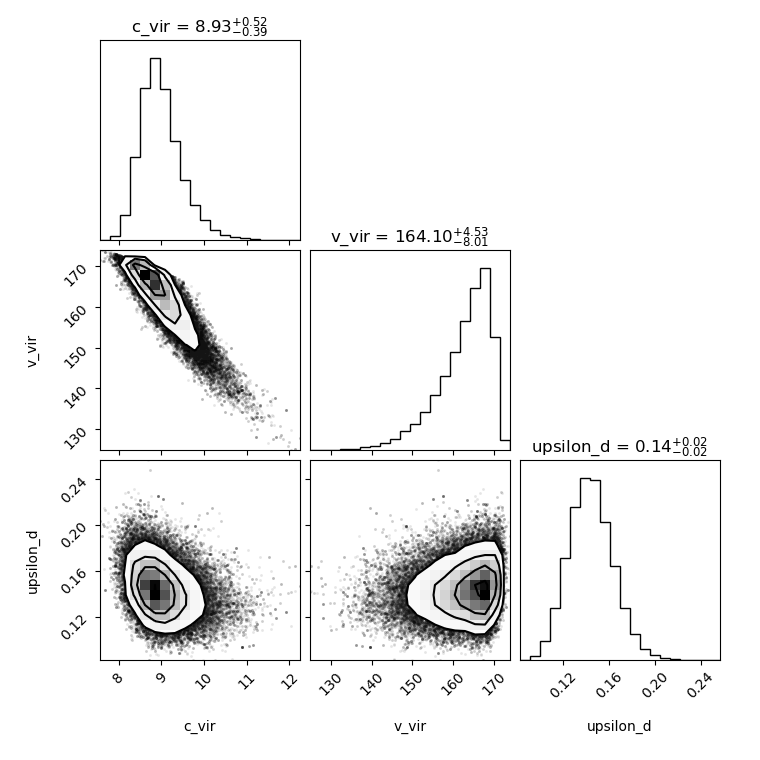 c_vir = 8.93+0.52 −0.39
v_vir = 164.10+4.53 −8.01
170
160
150
140
130
v_vir
upsilon_d = 0.14+0.02 −0.02
0.24
0.20
0.16
0.12
upsilon_d
8 9 10 11 12
130 140 150 160 170
0.12 0.16 0.20 0.24
c_vir v_vir upsilon_d